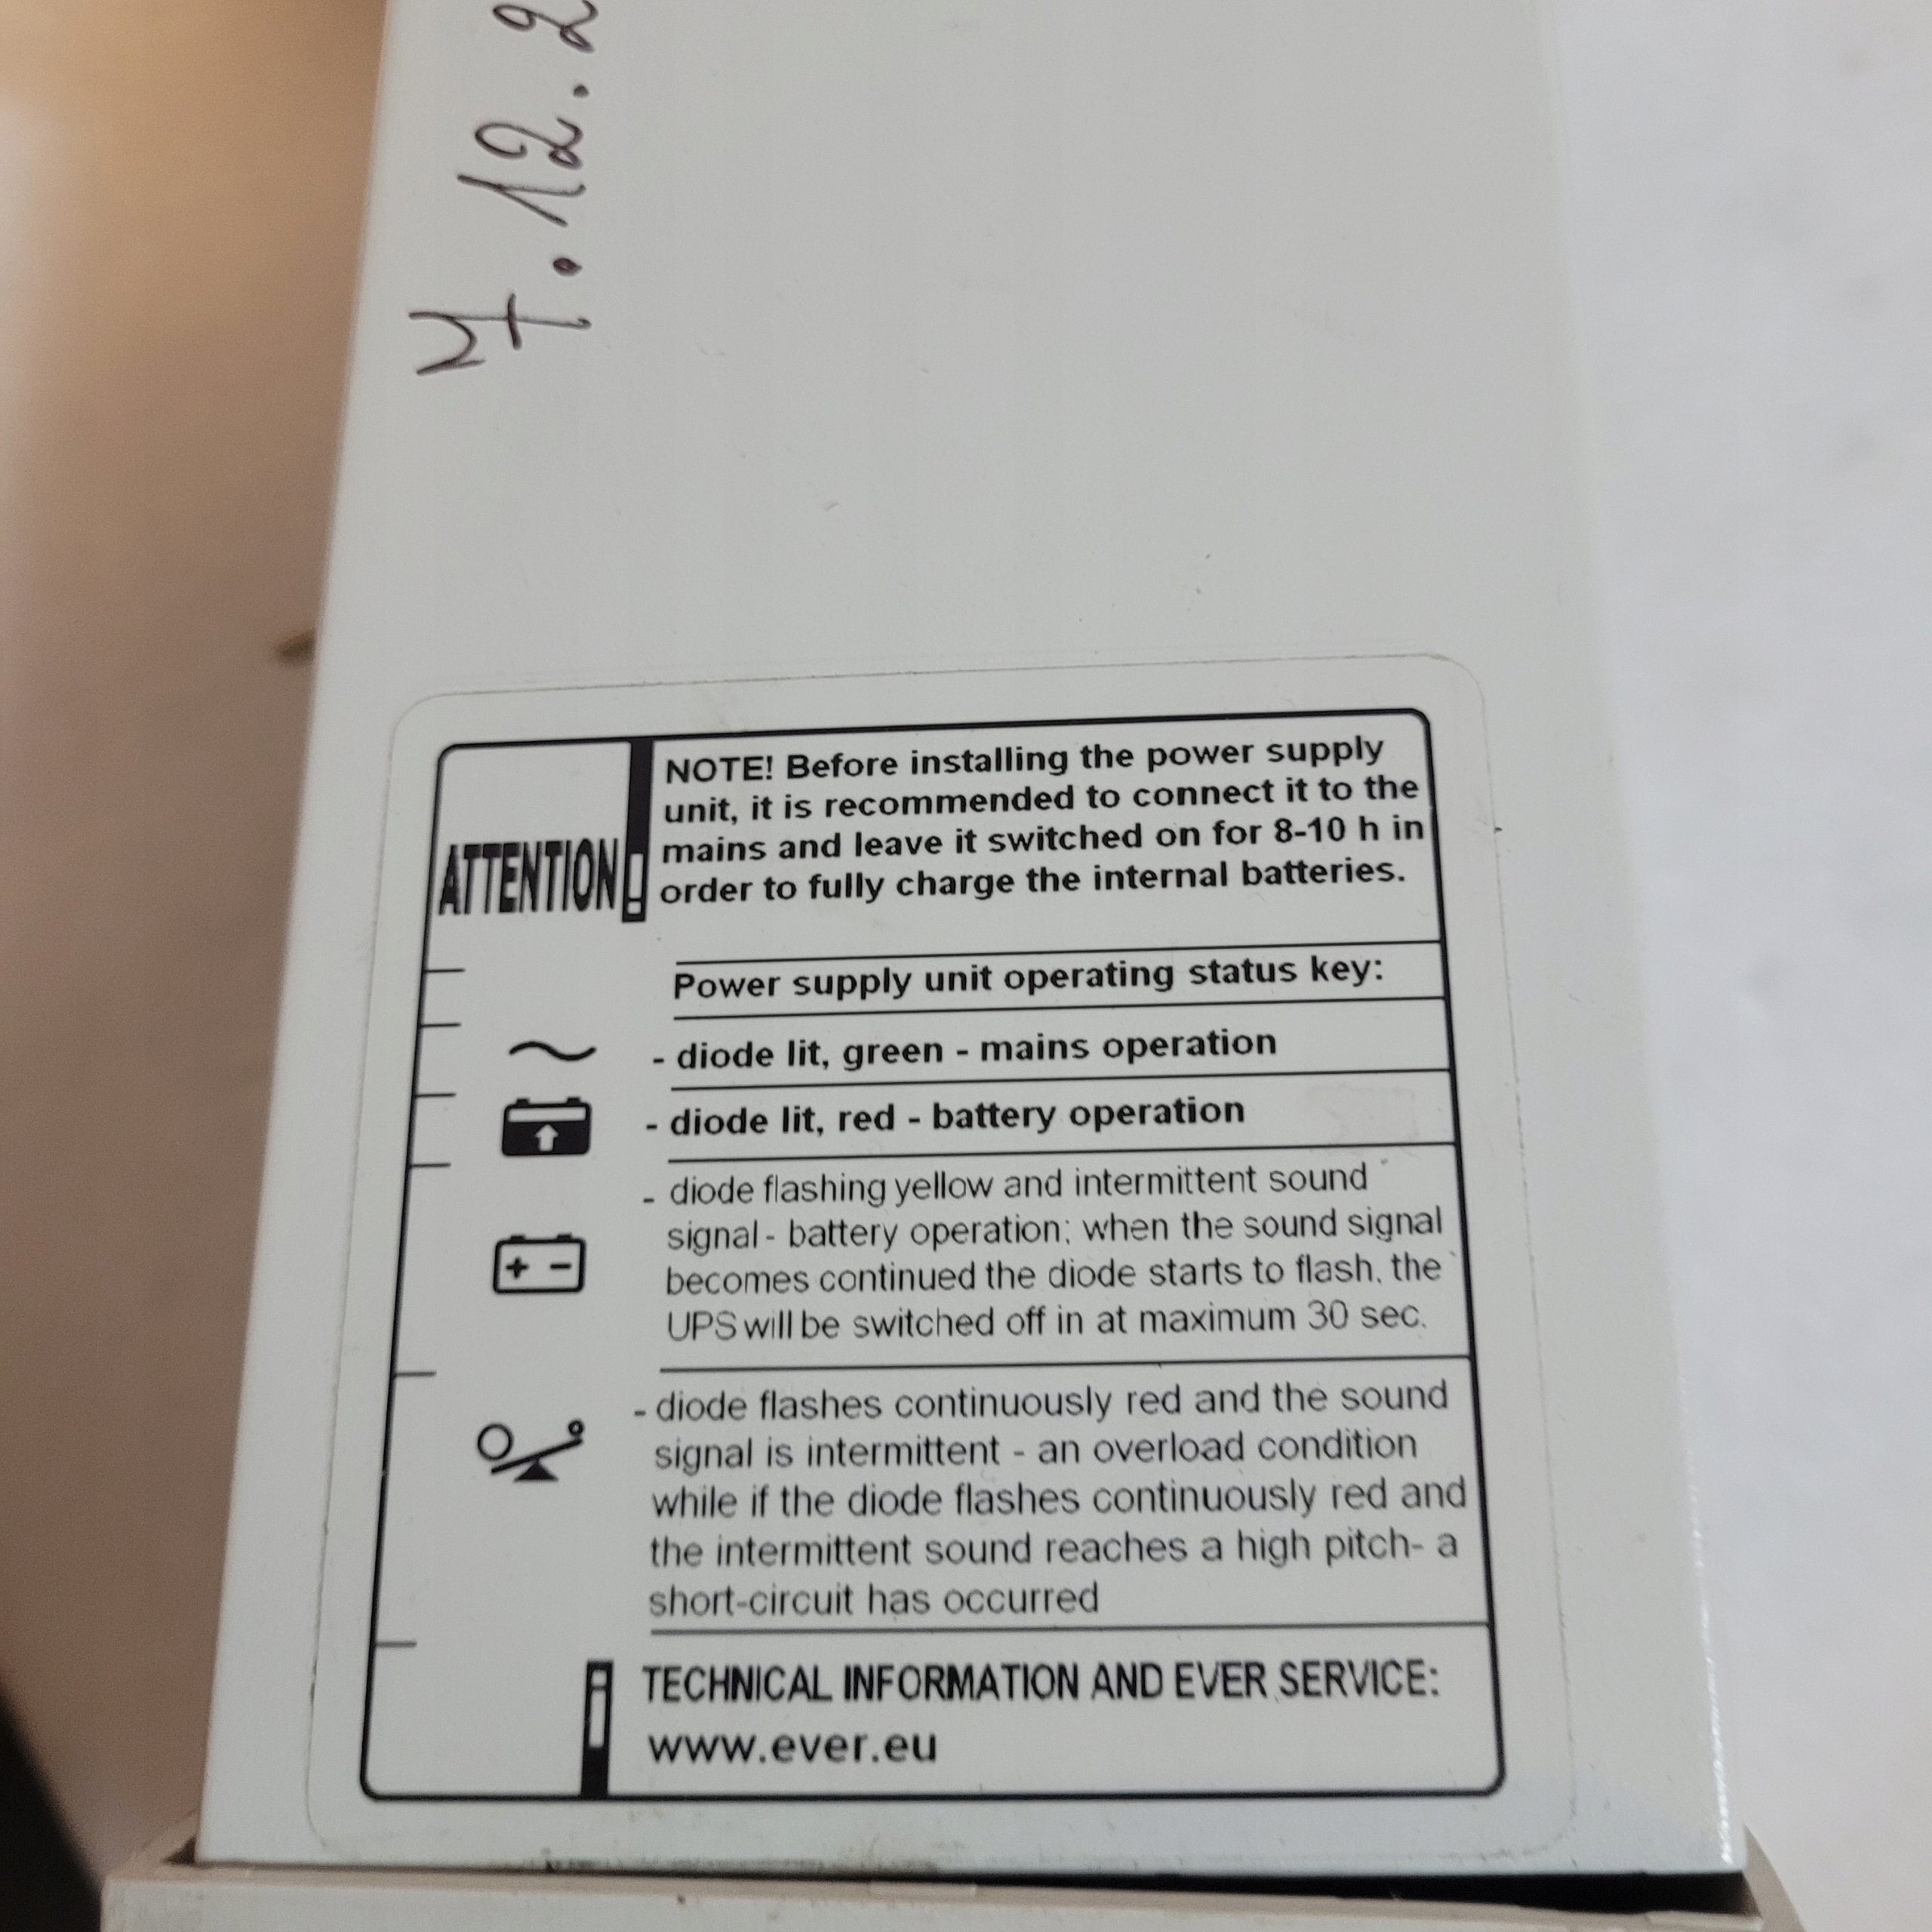 7.12.2
NOTE! Before installing the power supply
unit, it is recommended to connect it to the
mains and leave it switched on for 8-10 h in
order to fully charge the internal batteries.
ATTENTION!
Power supply unit operating status key:
- diode lit, green - mains operation
- diode lit, red - battery operation
- diode flashing yellow and intermittent sound
signal - battery operation; when the sound signal
becomes continued the diode starts to flash, the
UPS will be switched off in at maximum 30 sec.
- diode flashes continuously red and the sound
signal is intermittent - an overload condition
while if the diode flashes continuously red and
the intermittent sound reaches a high pitch- a
short-circuit has occurred
TECHNICAL INFORMATION AND EVER SERVICE:
www.ever.eu